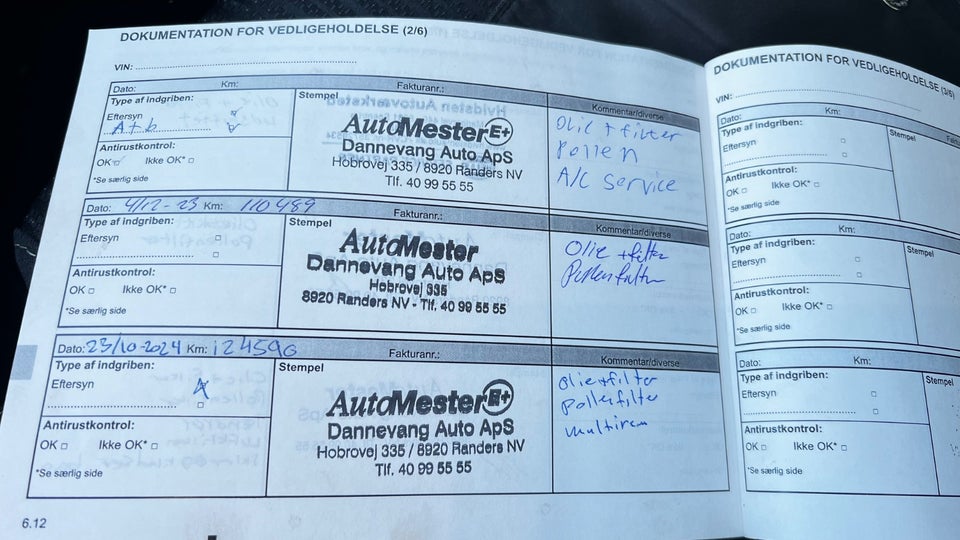 DOKUMENTATION FOR VEDLIGEHOLDELSE (2/6)
VIN:
Dato: Km: Fakturanr.:
Type af indgriben:
Eftersyn
A+b
Antirustkontrol:
OK Ikke OK*
*Se særlig side
Stempel
AutoMester E+
Dannevang Auto ApS
Hobrovej 335 / 8920 Randers NV
Tlf. 40 99 55 55
Kommentar/diverse
Olie + filter
Pollen
A/C service
Dato: 4/12-23 Km: 110489
Type af indgriben:
Eftersyn
Antirustkontrol:
OK Ikke OK*
*Se særlig side
Stempel
AutoMester
Dannevang Auto ApS
Hobrovej 335
8920 Randers NV - Tlf. 40 99 55 55
Kommentar/diverse
Olie + filter
Pollenfilter
Dato: 23/10-2024 Km: 124590 Fakturanr.:
Type af indgriben:
Eftersyn
A
Antirustkontrol:
OK Ikke OK*
*Se særlig side
Stempel
AutoMester E+
Dannevang Auto ApS
Hobrovej 335 / 8920 Randers NV
Tlf. 40 99 55 55
Kommentar/diverse
Olie+filter
Pollenfilter
multirem
6.12
DOKUMENTATION FOR VEDLIGEHOLDELSE (3/6)
VIN:
Dato: Km:
Type af indgriben:
Eftersyn
Antirustkontrol:
OK Ikke OK*
*Se særlig side
Stempel
Dato: Km:
Type af indgriben:
Eftersyn
Antirustkontrol:
OK Ikke OK*
*Se særlig side
Stempel
Dato: Km:
Type af indgriben:
Eftersyn
Antirustkontrol:
OK Ikke OK*
*Se særlig side
Stempel